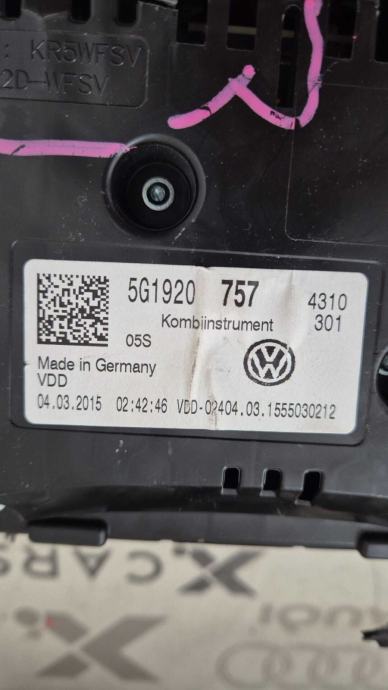 : KR5WFSV
2D-WFSV
5G1920 757 4310
Kombiinstrument 301
05S
Made in Germany
VDD
04.03.2015 02:42:46 VDD-02404.03.1555030212
X.CARS